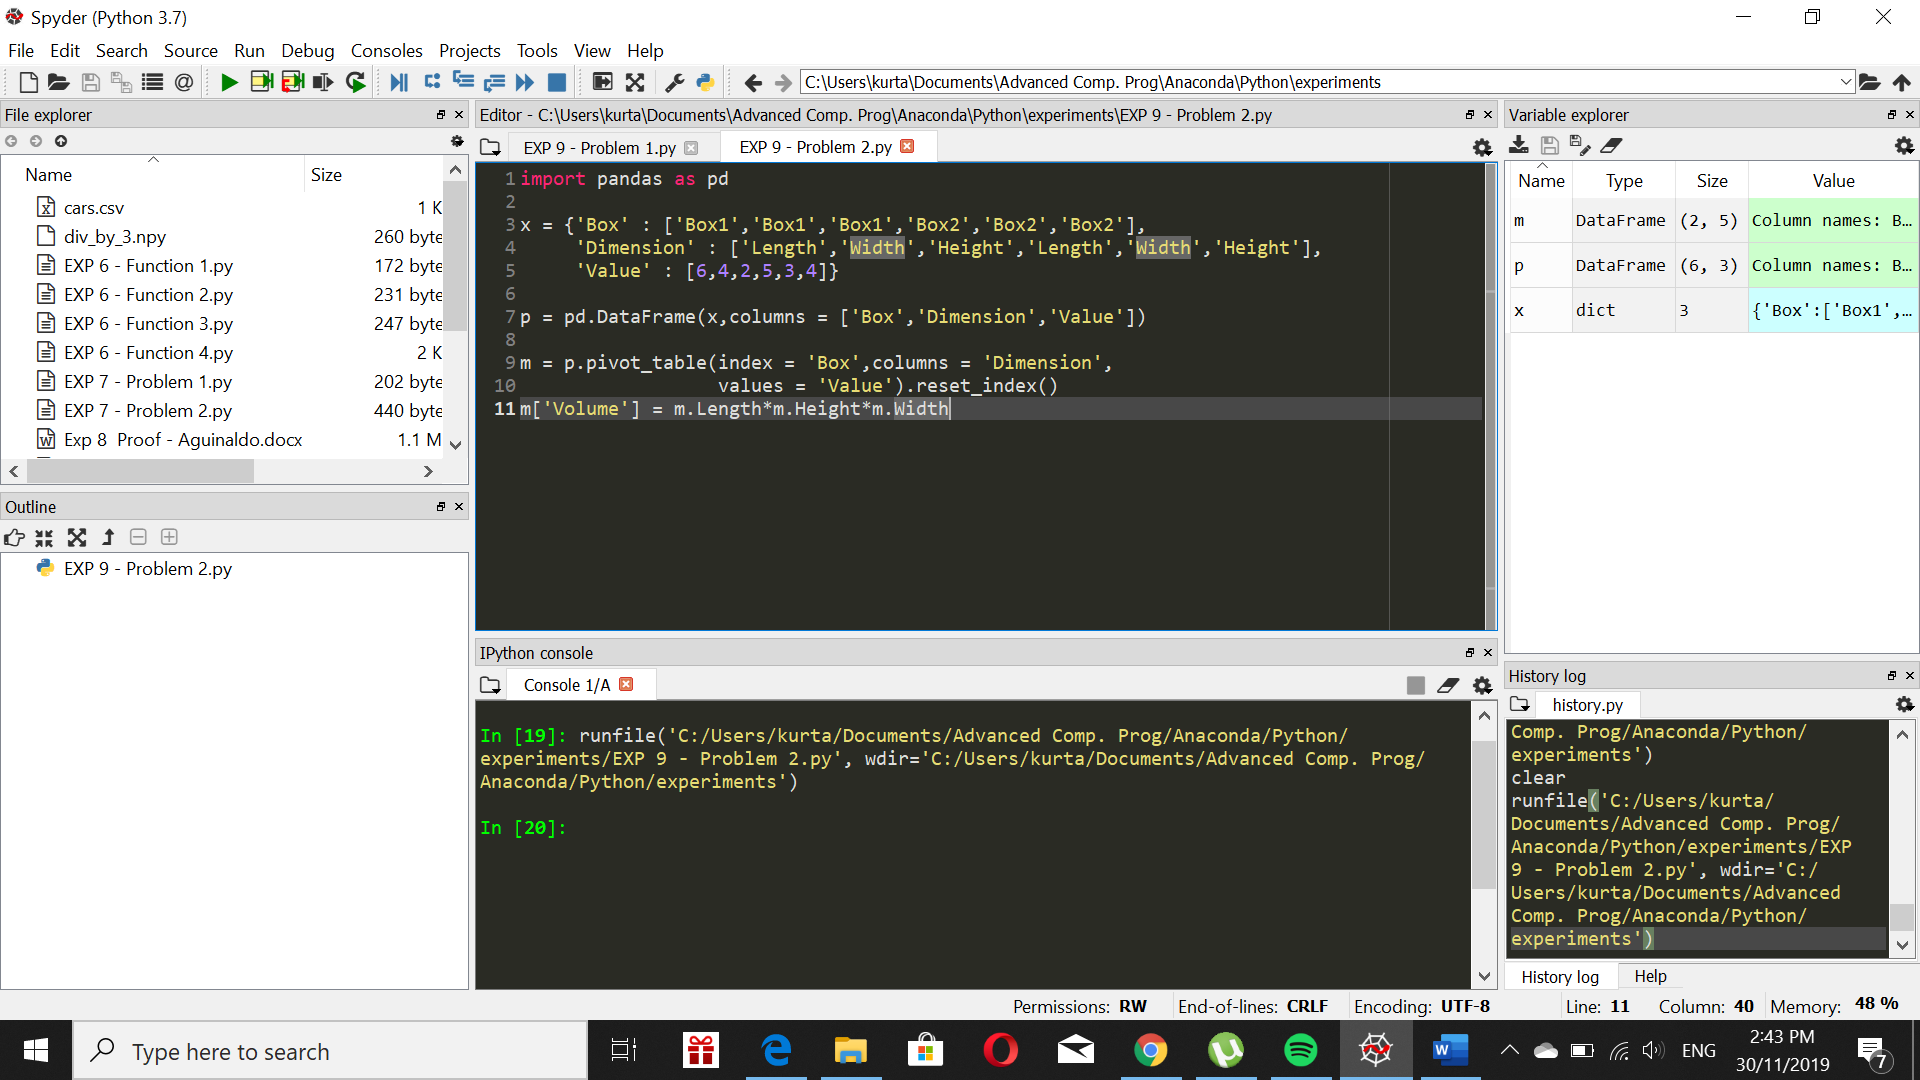 Spyder (Python 3.7)
File Edit Search Source Run Debug Consoles Projects Tools View Help
C:\Users\kurta\Documents\Advanced Comp. Prog\Anaconda\Python\experiments
File explorer
Name Size
cars.csv 1 K
div_by_3.npy 260 byte
EXP 6 - Function 1.py 172 byte
EXP 6 - Function 2.py 231 byte
EXP 6 - Function 3.py 247 byte
EXP 6 - Function 4.py 2 K
EXP 7 - Problem 1.py 202 byte
EXP 7 - Problem 2.py 440 byte
Exp 8 Proof - Aguinaldo.docx 1.1 M
Outline
EXP 9 - Problem 2.py
Editor - C:\Users\kurta\Documents\Advanced Comp. Prog\Anaconda\Python\experiments\EXP 9 - Problem 2.py
EXP 9 - Problem 1.py EXP 9 - Problem 2.py
1 import pandas as pd
2
3 x = {'Box' : ['Box1','Box1','Box1','Box2','Box2','Box2'],
4 'Dimension' : ['Length','Width','Height','Length','Width','Height'],
5 'Value' : [6,4,2,5,3,4]}
6
7 p = pd.DataFrame(x,columns = ['Box','Dimension','Value'])
8
9 m = p.pivot_table(index = 'Box',columns = 'Dimension',
10 values = 'Value').reset_index()
11 m['Volume'] = m.Length*m.Height*m.Width
IPython console
Console 1/A
In [19]: runfile('C:/Users/kurta/Documents/Advanced Comp. Prog/Anaconda/Python/
experiments/EXP 9 - Problem 2.py', wdir='C:/Users/kurta/Documents/Advanced Comp. Prog/
Anaconda/Python/experiments')
In [20]:
Variable explorer
Name Type Size Value
m DataFrame (2, 5) Column names: B…
p DataFrame (6, 3) Column names: B…
x dict 3 {'Box':['Box1',…
History log
history.py
Comp. Prog/Anaconda/Python/
experiments')
clear
runfile('C:/Users/kurta/
Documents/Advanced Comp. Prog/
Anaconda/Python/experiments/EXP
9 - Problem 2.py', wdir='C:/
Users/kurta/Documents/Advanced
Comp. Prog/Anaconda/Python/
experiments')
History log Help
Permissions: RW End-of-lines: CRLF Encoding: UTF-8 Line: 11 Column: 40 Memory: 48 %
Type here to search
ENG
2:43 PM
30/11/2019
7